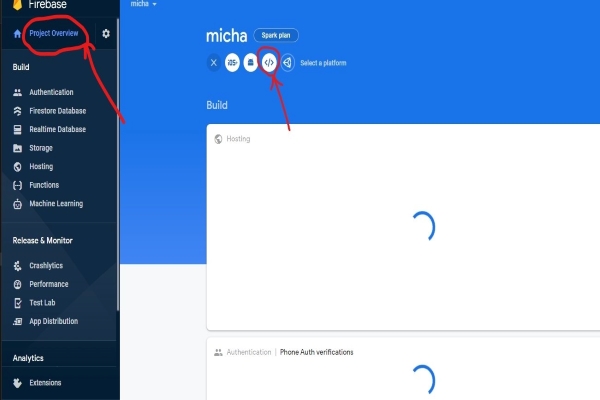 Firebase
micha
Project Overview
micha
Spark plan
iOS+
</>
Select a platform
Build
Authentication
Firestore Database
Realtime Database
Storage
Hosting
Functions
Machine Learning
Release & Monitor
Crashlytics
Performance
Test Lab
App Distribution
Analytics
Extensions
Build
Hosting
Authentication | Phone Auth verifications